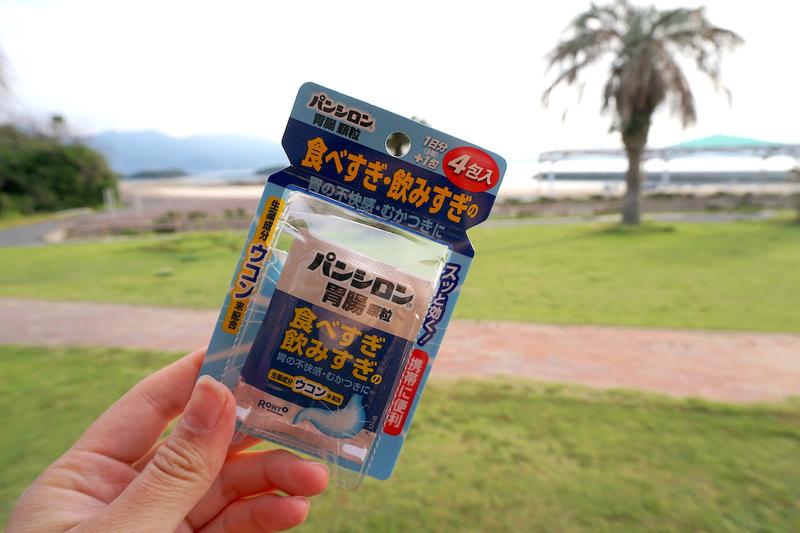 パンシロン®
胃腸 顆粒
1日分
(3包)
+1包
4包入
食べすぎ・飲みすぎの
胃の不快感・むかつきに
生薬成分ウコン末配合
スッと効く!
携帯に便利
パンシロン®
胃腸 顆粒
食べすぎ
飲みすぎの
胃の不快感・むかつきに
生薬成分 ウコン 末配合
ROHTO